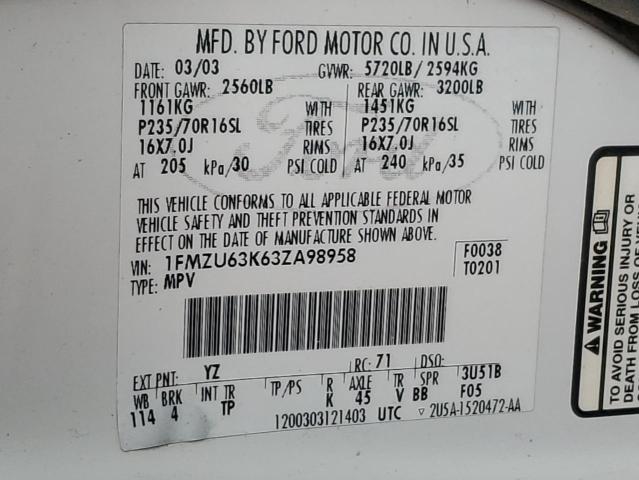 MFD. BY FORD MOTOR CO. IN U.S.A.
DATE: 03/03 GVWR: 5720LB/ 2594KG
FRONT GAWR: 2560LB REAR GAWR: 3200LB
1161KG WITH 1451KG WITH
P235/70R16SL TIRES P235/70R16SL TIRES
16X7.0J RIMS 16X7.0J RIMS
AT 205 kPa/30 PSI COLD AT 240 kPa/35 PSI COLD
Ford
THIS VEHICLE CONFORMS TO ALL APPLICABLE FEDERAL MOTOR
VEHICLE SAFETY AND THEFT PREVENTION STANDARDS IN
EFFECT ON THE DATE OF MANUFACTURE SHOWN ABOVE.
VIN: 1FMZU63K63ZA98958 F0038
TYPE: MPV T0201
EXT PNT: YZ RC: 71 DSO:
WB BRK INT TR TP/PS R AXLE TR SPR 3U51B
114 4 TP K 45 V BB F05
1200303121403 UTC ▽ 2U5A-1520472-AA
⚠ WARNING
TO AVOID SERIOUS INJURY OR
DEATH FROM LOSS OF